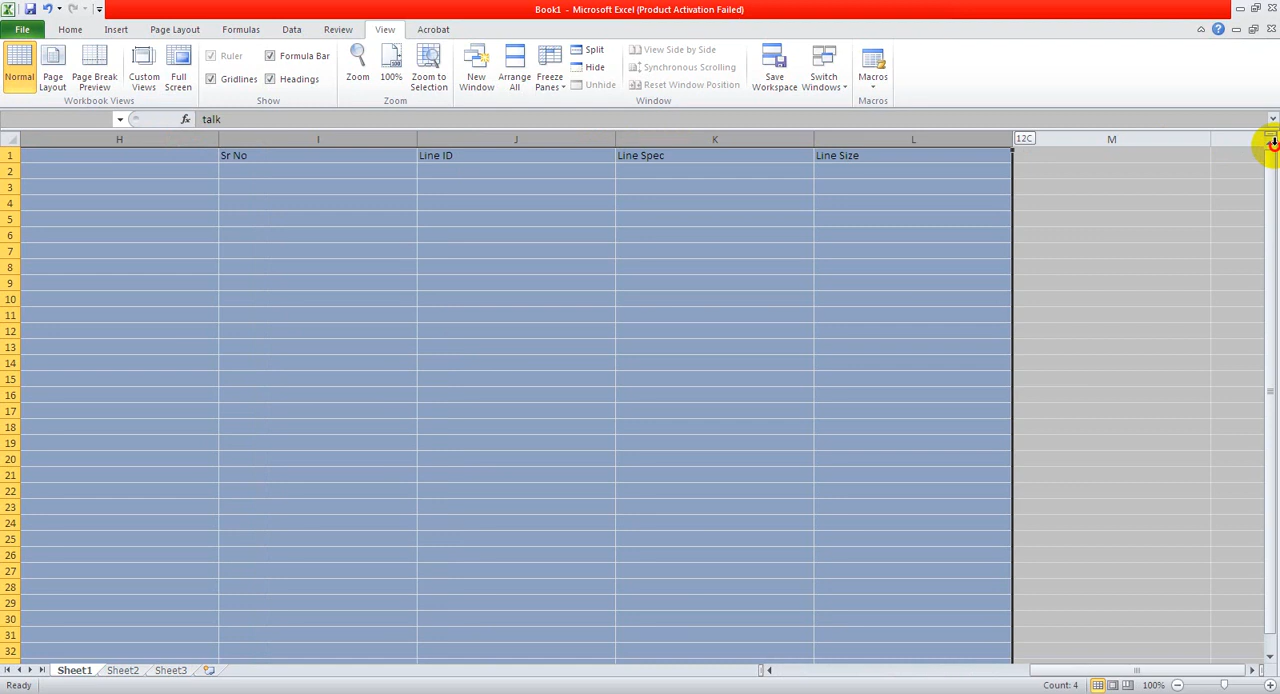 Book1 - Microsoft Excel (Product Activation Failed)
File Home Insert Page Layout Formulas Data Review View Acrobat
Normal Page Layout Page Break Preview Custom Views Full Screen
Workbook Views
Ruler Formula Bar
Gridlines Headings
Show
Zoom 100% Zoom to Selection
Zoom
New Window Arrange All Freeze Panes
Split
Hide
Unhide
View Side by Side
Synchronous Scrolling
Reset Window Position
Save Workspace Switch Windows
Window
Macros
Macros
fx talk
H I J K L 12C M
1 Sr No Line ID Line Spec Line Size
2
3
4
5
6
7
8
9
10
11
12
13
14
15
16
17
18
19
20
21
22
23
24
25
26
27
28
29
30
31
32
Sheet1 Sheet2 Sheet3
Ready Count: 4 100%